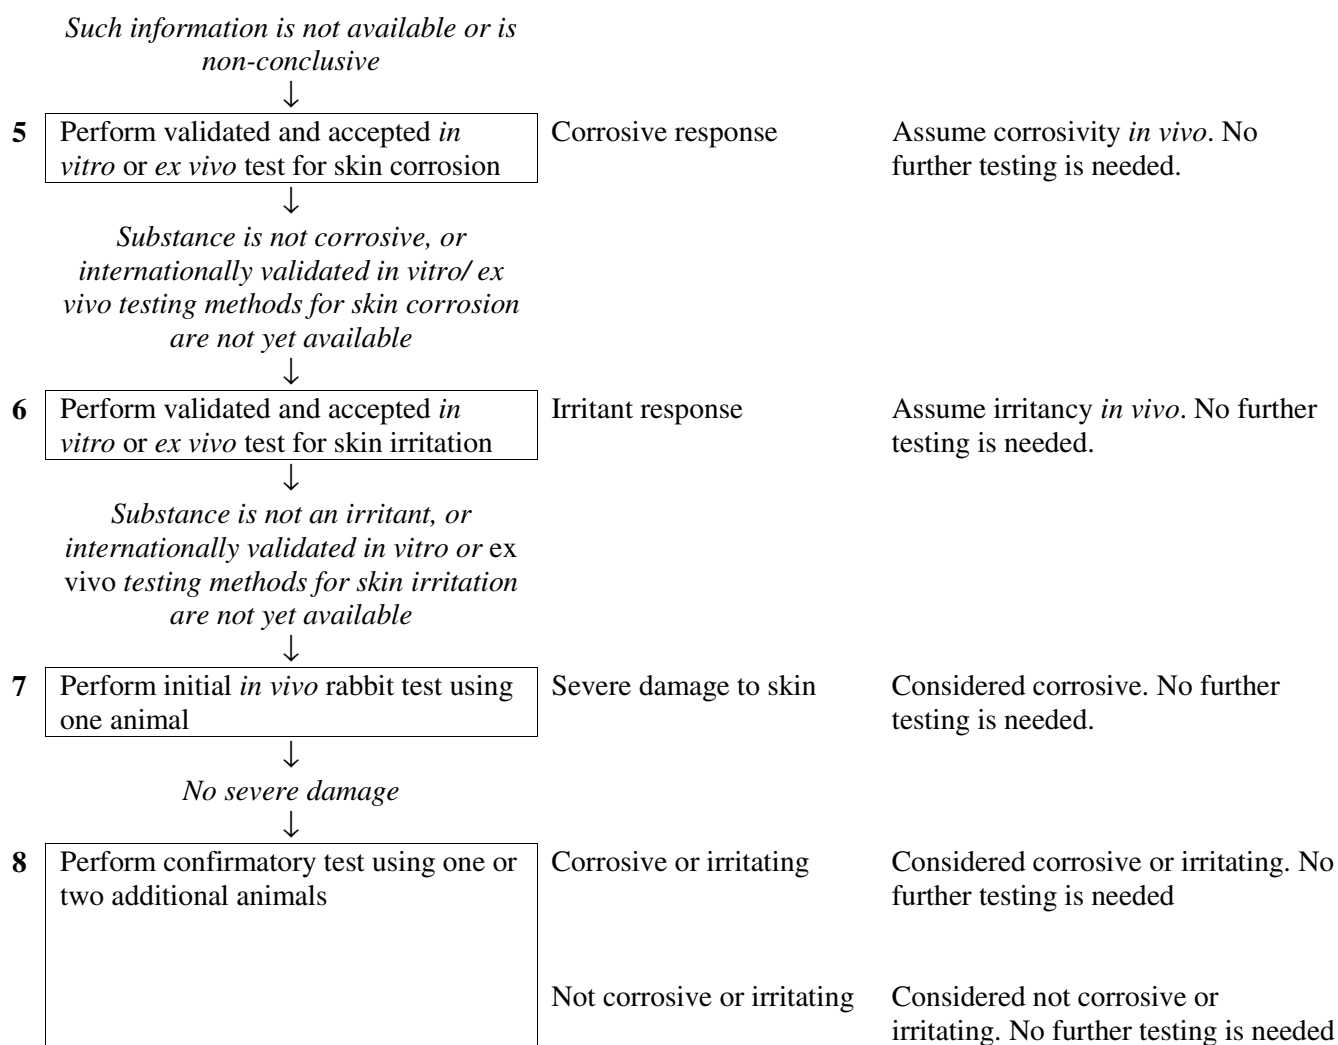 Such information is not available or is
non-conclusive
↓
5 Perform validated and accepted in Corrosive response Assume corrosivity in vivo. No
vitro or ex vivo test for skin corrosion further testing is needed.
↓
Substance is not corrosive, or
internationally validated in vitro/ ex
vivo testing methods for skin corrosion
are not yet available
↓
6 Perform validated and accepted in Irritant response Assume irritancy in vivo. No further
vitro or ex vivo test for skin irritation testing is needed.
↓
Substance is not an irritant, or
internationally validated in vitro or ex
vivo testing methods for skin irritation
are not yet available
↓
7 Perform initial in vivo rabbit test using Severe damage to skin Considered corrosive. No further
one animal testing is needed.
↓
No severe damage
↓
8 Perform confirmatory test using one or Corrosive or irritating Considered corrosive or irritating. No
two additional animals further testing is needed
Not corrosive or irritating Considered not corrosive or
irritating. No further testing is needed